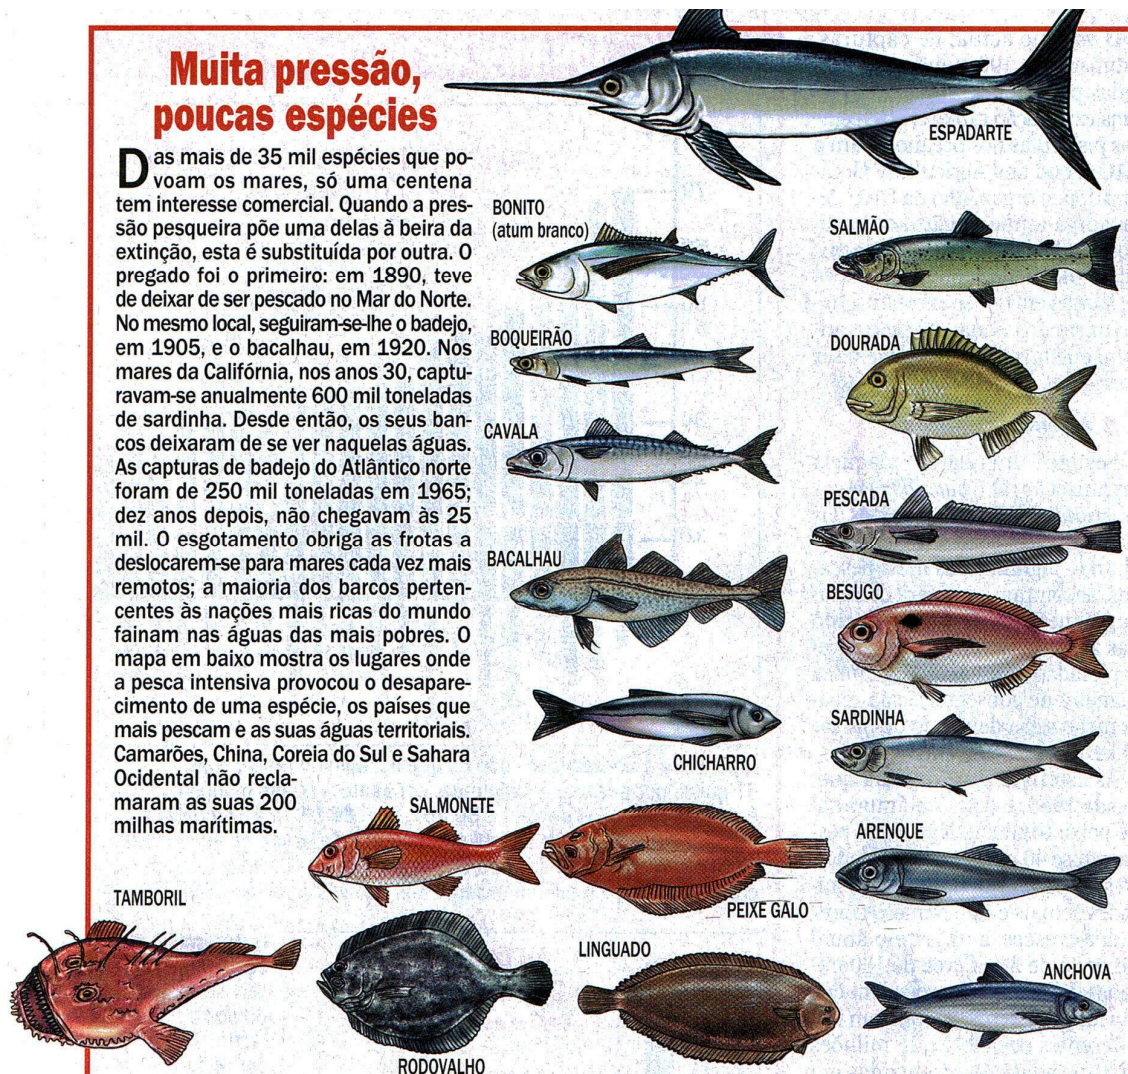 Muita pressão,
poucas espécies
Das mais de 35 mil espécies que po-
voam os mares, só uma centena
tem interesse comercial. Quando a pres-
são pesqueira põe uma delas à beira da
extinção, esta é substituída por outra. O
pregado foi o primeiro: em 1890, teve
de deixar de ser pescado no Mar do Norte.
No mesmo local, seguiram-se-lhe o badejo,
em 1905, e o bacalhau, em 1920. Nos
mares da Califórnia, nos anos 30, captu-
ravam-se anualmente 600 mil toneladas
de sardinha. Desde então, os seus ban-
cos deixaram de se ver naquelas águas.
As capturas de badejo do Atlântico norte
foram de 250 mil toneladas em 1965;
dez anos depois, não chegavam às 25
mil. O esgotamento obriga as frotas a
deslocarem-se para mares cada vez mais
remotos; a maioria dos barcos perten-
centes às nações mais ricas do mundo
fainam nas águas das mais pobres. O
mapa em baixo mostra os lugares onde
a pesca intensiva provocou o desapare-
cimento de uma espécie, os países que
mais pescam e as suas águas territoriais.
Camarões, China, Coreia do Sul e Sahara
Ocidental não recla-
maram as suas 200
milhas marítimas.
ESPADARTE
BONITO
(atum branco)
SALMÃO
BOQUEIRÃO
DOURADA
CAVALA
PESCADA
BACALHAU
BESUGO
SARDINHA
CHICHARRO
SALMONETE
ARENQUE
TAMBORIL
PEIXE GALO
LINGUADO
ANCHOVA
RODOVALHO